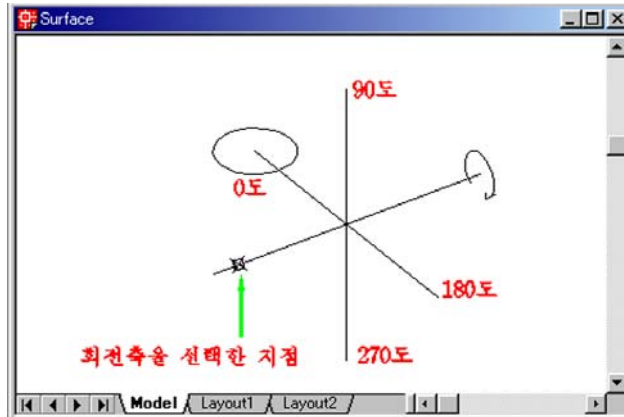 Surface
90도
0도
180도
회전축을 선택한 지점
270도
Model
Layout1
Layout2